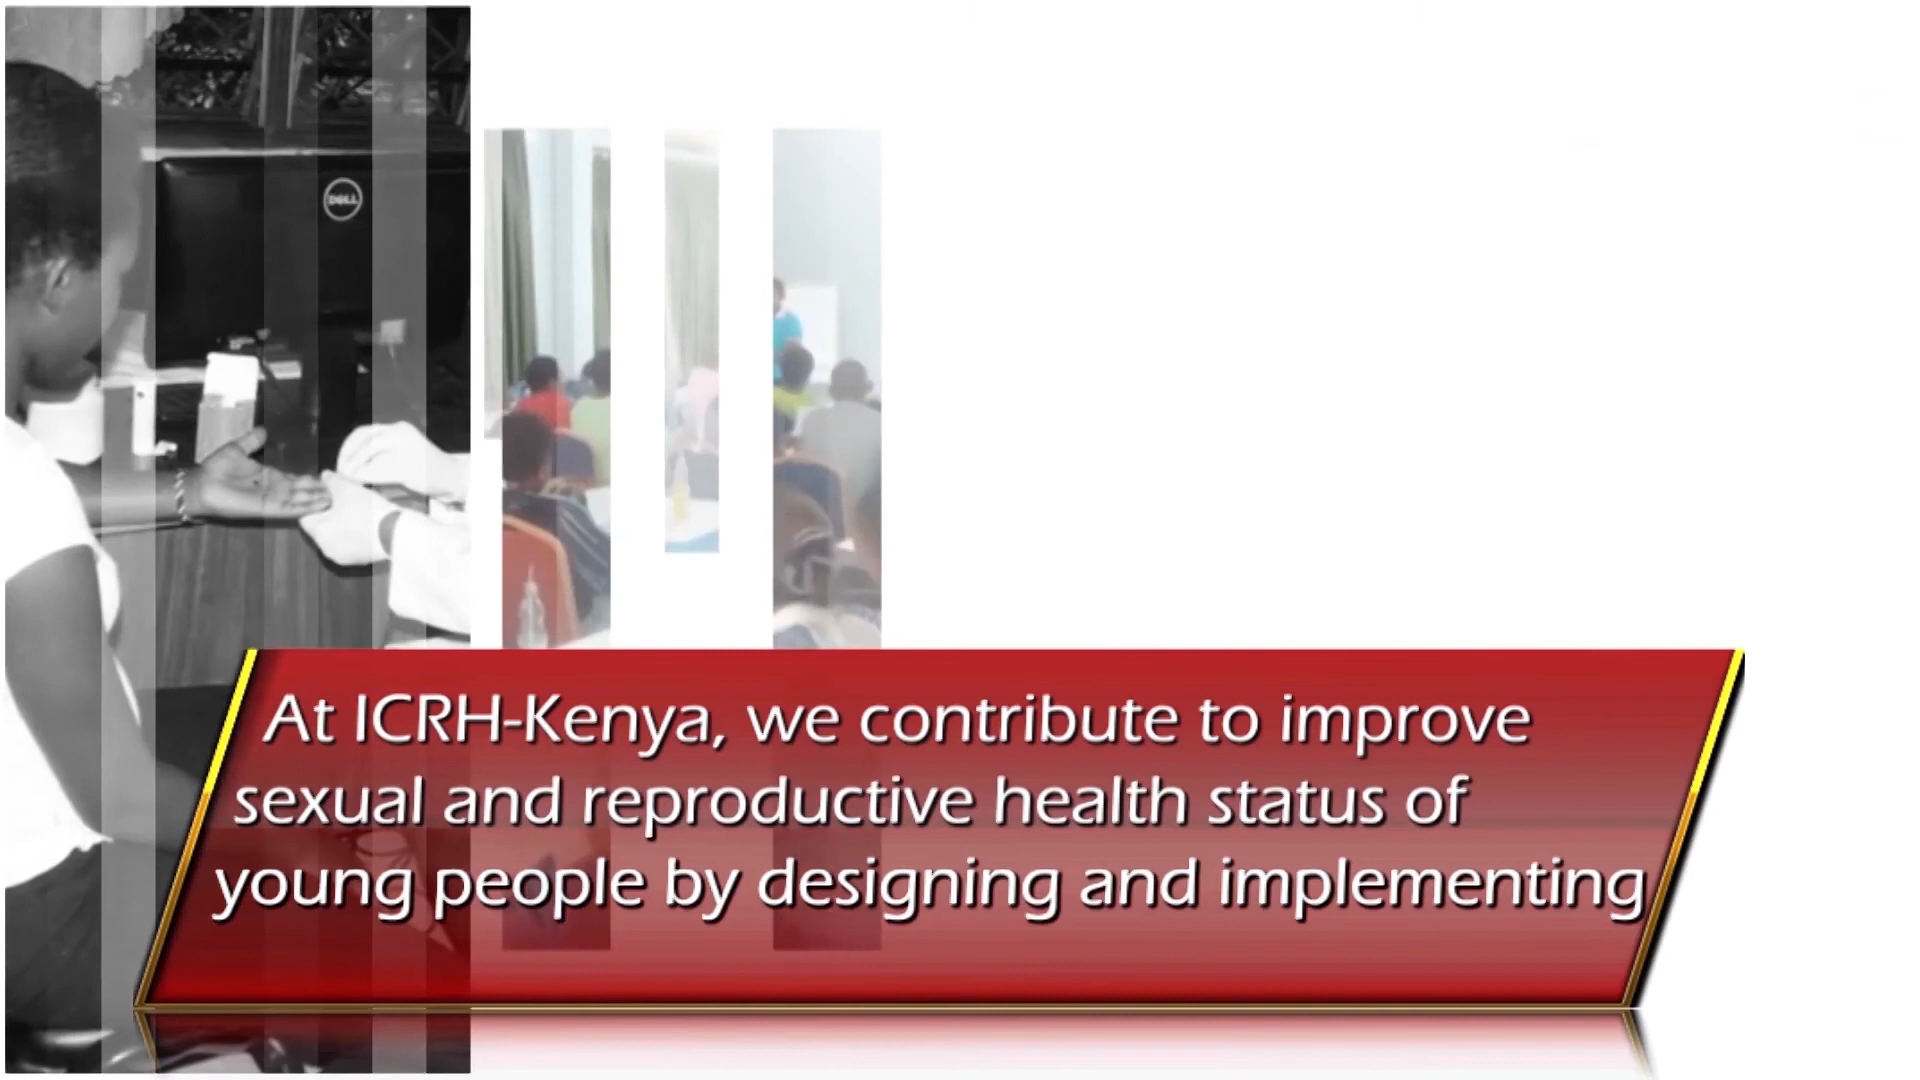 DELL
At ICRH-Kenya, we contribute to improve
sexual and reproductive health status of
young people by designing and implementing